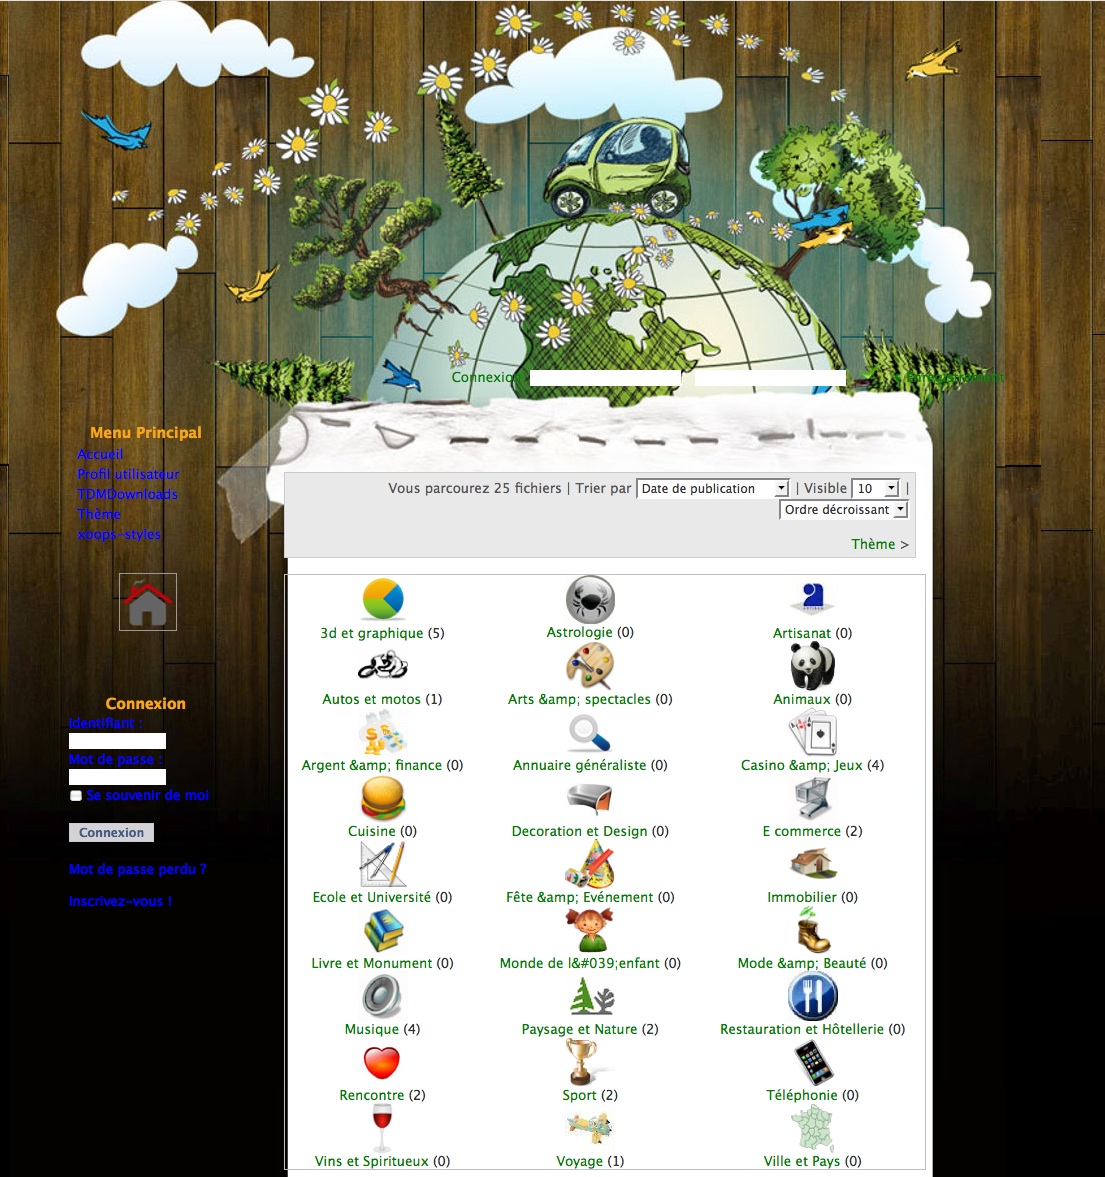 Connexion
Menu Principal
Accueil
Profil utilisateur
TDMDownloads
Thème
xoops-styles
Connexion
Identifiant :
Mot de passe :
Se souvenir de moi
Connexion
Mot de passe perdu ?
Inscrivez-vous !
Vous parcourez 25 fichiers | Trier par Date de publication | Visible 10 |
Ordre décroissant
Thème >
3d et graphique (5) Astrologie (0) Artisanat (0)
Autos et motos (1) Arts &amp; spectacles (0) Animaux (0)
Argent &amp; finance (0) Annuaire généraliste (0) Casino &amp; Jeux (4)
Cuisine (0) Decoration et Design (0) E commerce (2)
Ecole et Université (0) Fête &amp; Evénement (0) Immobilier (0)
Livre et Monument (0) Monde de l&#039;enfant (0) Mode &amp; Beauté (0)
Musique (4) Paysage et Nature (2) Restauration et Hôtellerie (0)
Rencontre (2) Sport (2) Téléphonie (0)
Vins et Spiritueux (0) Voyage (1) Ville et Pays (0)